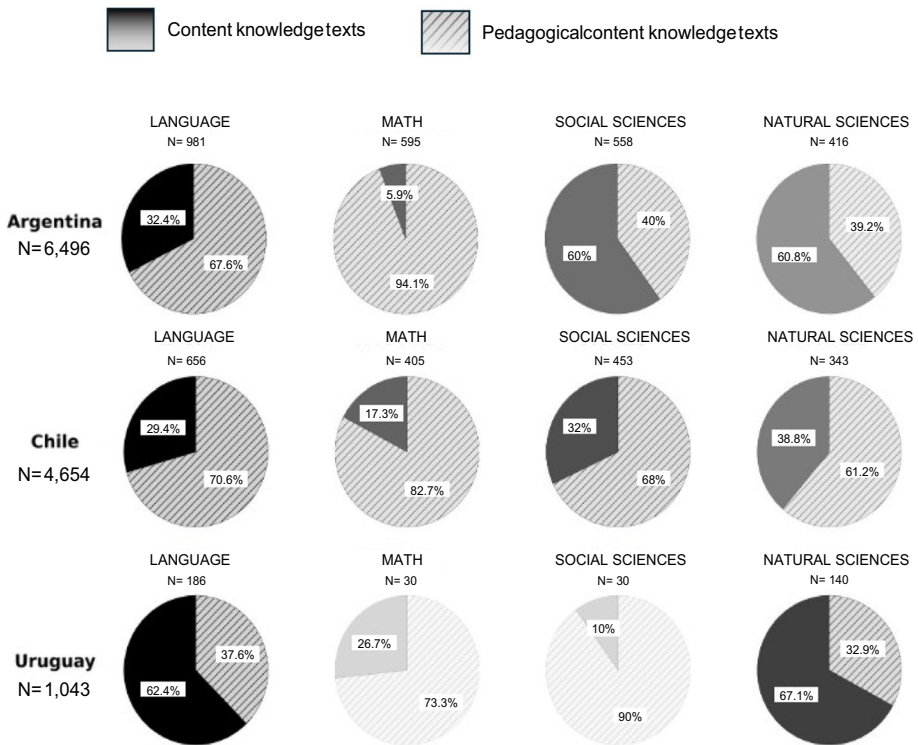 Content knowledge texts
Pedagogicalcontent knowledge texts
LANGUAGE
N= 981
MATH
N= 595
SOCIAL SCIENCES
N= 558
NATURAL SCIENCES
N= 416
Argentina
N=6,496
32.4%
67.6%
5.9%
94.1%
60%
40%
60.8%
39.2%
LANGUAGE
N= 656
MATH
N= 405
SOCIAL SCIENCES
N= 453
NATURAL SCIENCES
N= 343
Chile
N=4,654
29.4%
70.6%
17.3%
82.7%
32%
68%
38.8%
61.2%
LANGUAGE
N= 186
MATH
N= 30
SOCIAL SCIENCES
N= 30
NATURAL SCIENCES
N= 140
Uruguay
N=1,043
62.4%
37.6%
26.7%
73.3%
10%
90%
67.1%
32.9%